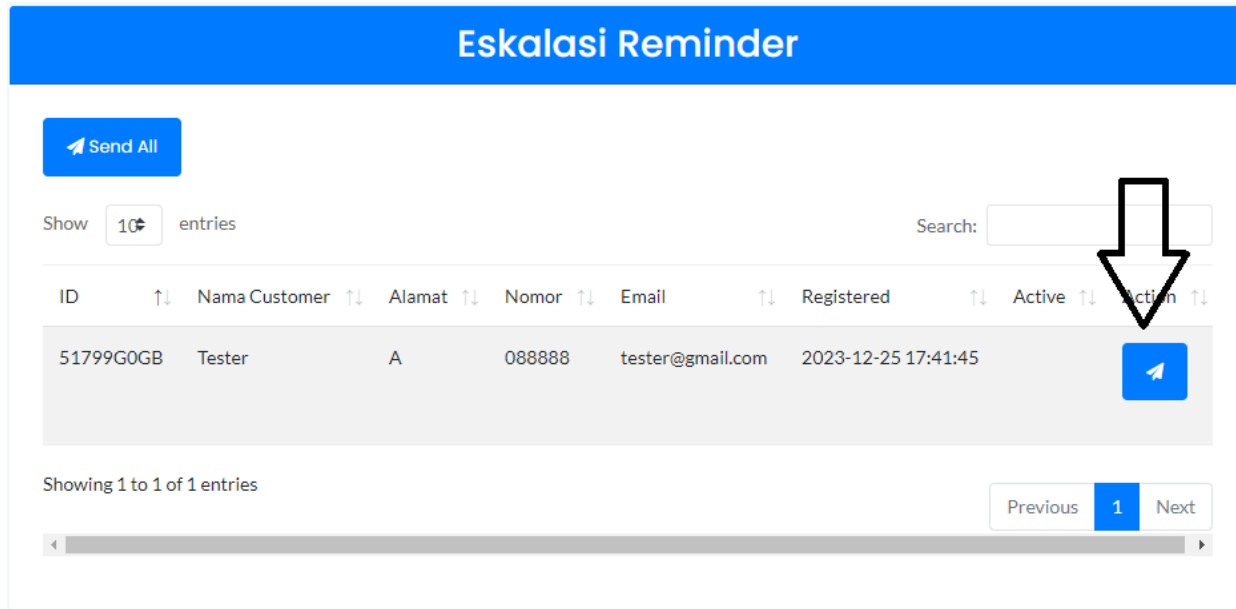 Eskalasi Reminder
Send All
Show 10 entries Search:
ID Nama Customer Alamat Nomor Email Registered Active Action
51799G0GB Tester A 088888 tester@gmail.com 2023-12-25 17:41:45
Showing 1 to 1 of 1 entries
Previous 1 Next